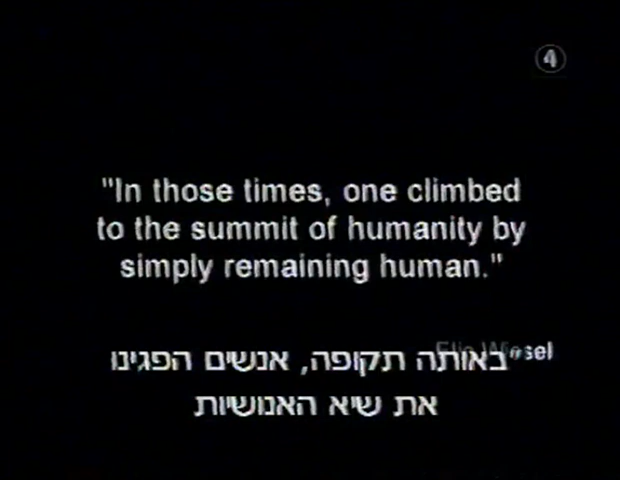 4
"In those times, one climbed
to the summit of humanity by
simply remaining human."
Elie Wiesel
באותה תקופה, אנשים הפגינו
את שיא האנושיות